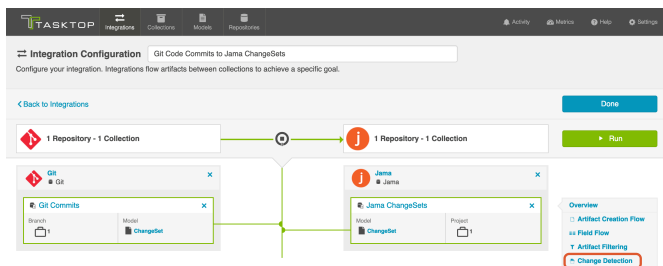 TASKTOP
Integrations
Collections
Models
Repositories
Activity
Metrics
Help
Settings
Integration Configuration
Git Code Commits to Jama ChangeSets
Configure your integration. Integrations flow artifacts between collections to achieve a specific goal.
Back to Integrations
Done
1 Repository - 1 Collection
1 Repository - 1 Collection
Run
Git
Git
Jama
Jama
Git Commits
Branch
1
Model
ChangeSet
Jama ChangeSets
Model
ChangeSet
Project
1
Overview
Artifact Creation Flow
Field Flow
Artifact Filtering
Change Detection